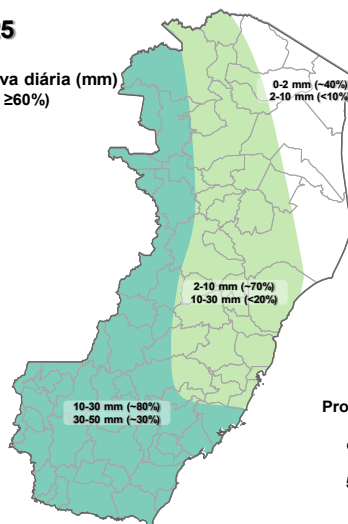 5
va diária (mm)
≥60%)
0-2 mm (~40%)
2-10 mm (<10%)
2-10 mm (~70%)
10-30 mm (<20%)
10-30 mm (~80%)
30-50 mm (~30%)
Pro